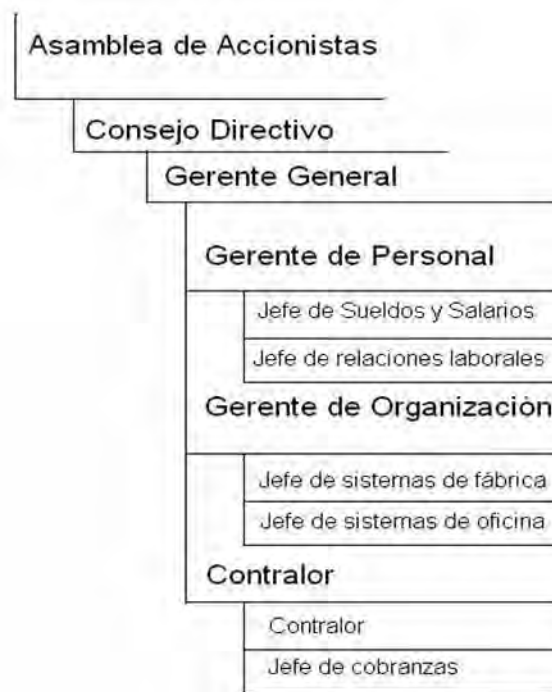 Asamblea de Accionistas
Consejo Directivo
Gerente General
Gerente de Personal
Jefe de Sueldos y Salarios
Jefe de relaciones laborales
Gerente de Organización
Jefe de sistemas de fábrica
Jefe de sistemas de oficina
Contralor
Contralor
Jefe de cobranzas